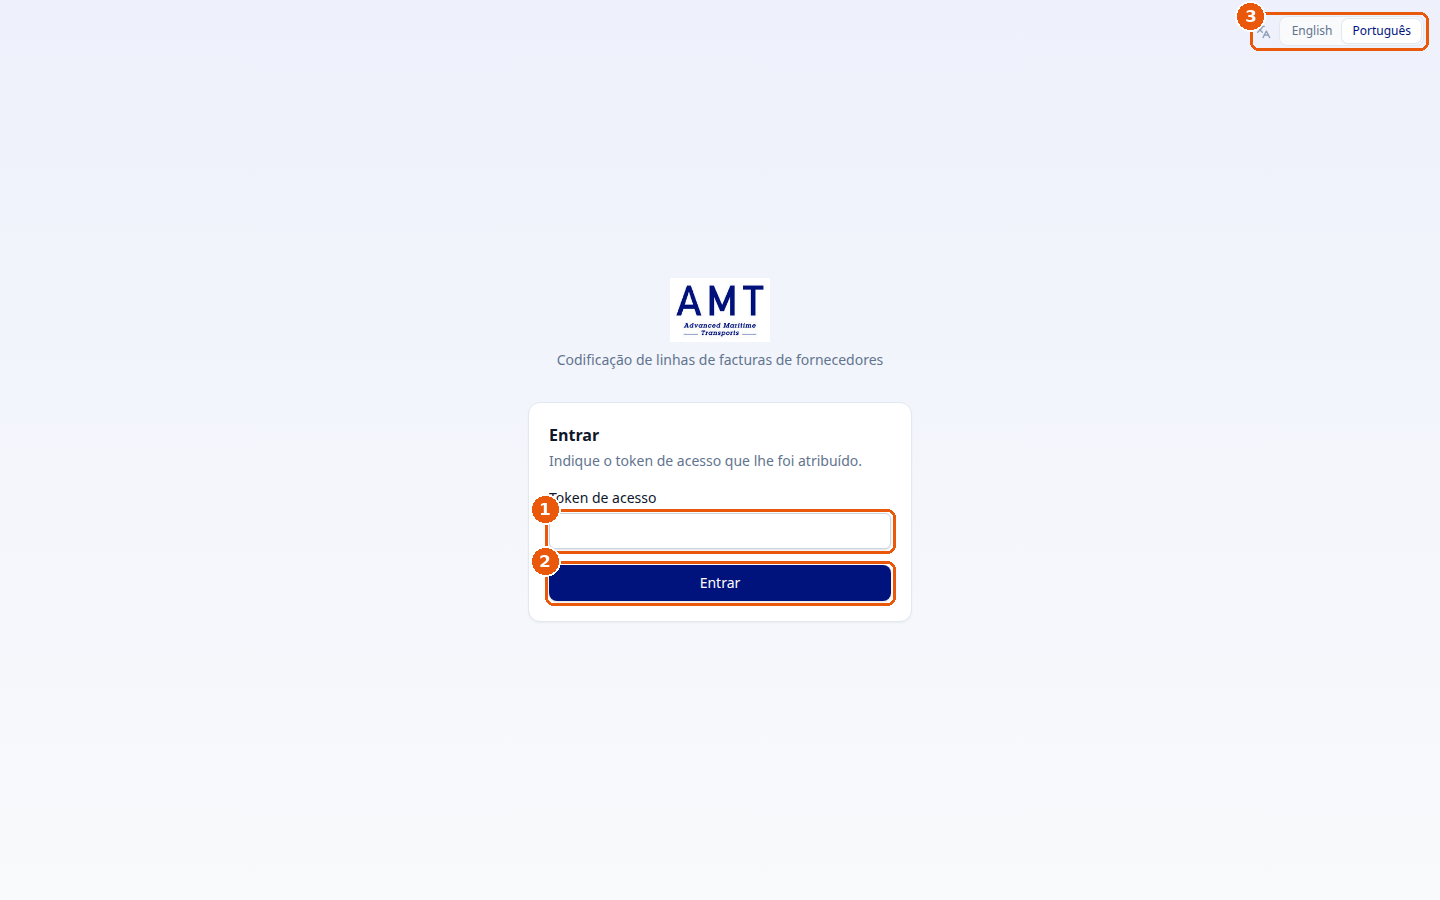 3
English Português
AMT
Advanced Maritime
Transports
Codificação de linhas de facturas de fornecedores
Entrar
Indique o token de acesso que lhe foi atribuído.
Token de acesso
1
2
Entrar